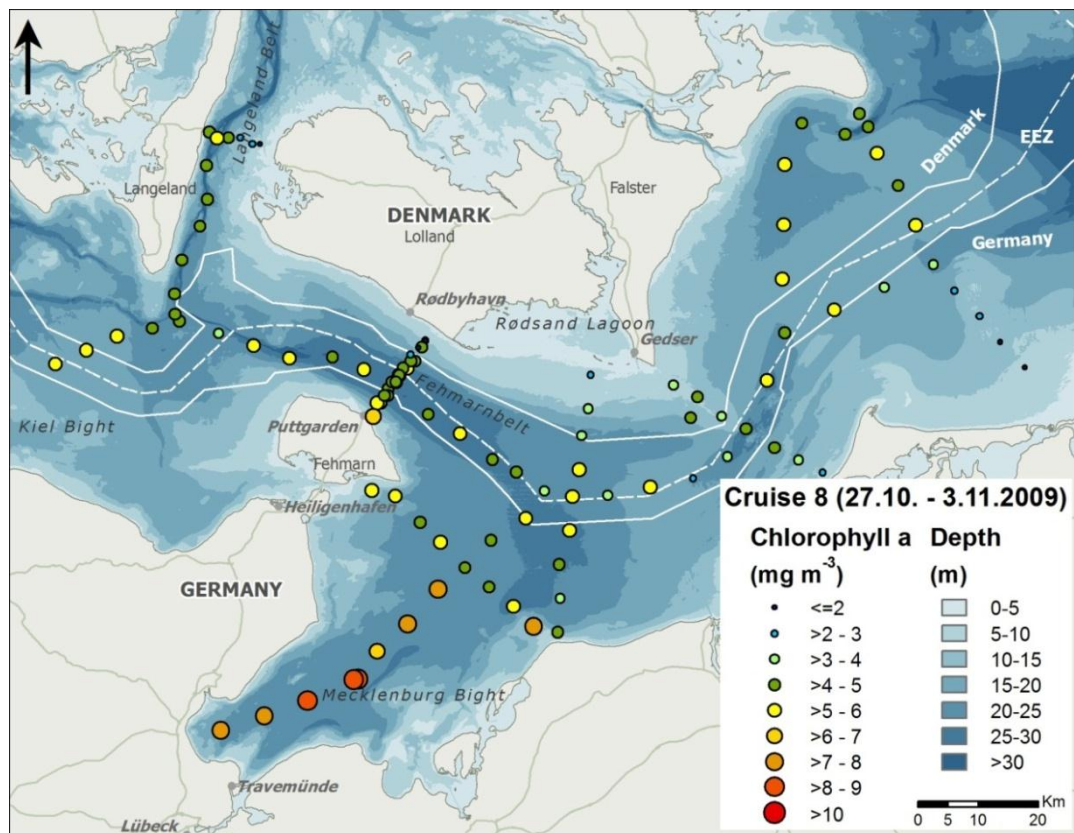 Langeland Belt
Langeland
DENMARK
Lolland
Falster
Denmark
EEZ
Germany
Rødbyhavn
Rødsand Lagoon
Gedser
Fehmarnbelt
Kiel Bight
Puttgarden
Fehmarn
Heiligenhafen
GERMANY
Mecklenburg Bight
Travemünde
Lübeck
Cruise 8 (27.10. - 3.11.2009)
Chlorophyll a Depth
(mg m⁻³) (m)
<=2 0-5
>2 - 3 5-10
>3 - 4 10-15
>4 - 5 15-20
>5 - 6 20-25
>6 - 7 25-30
>7 - 8 >30
>8 - 9
>10
Km
0 5 10 20